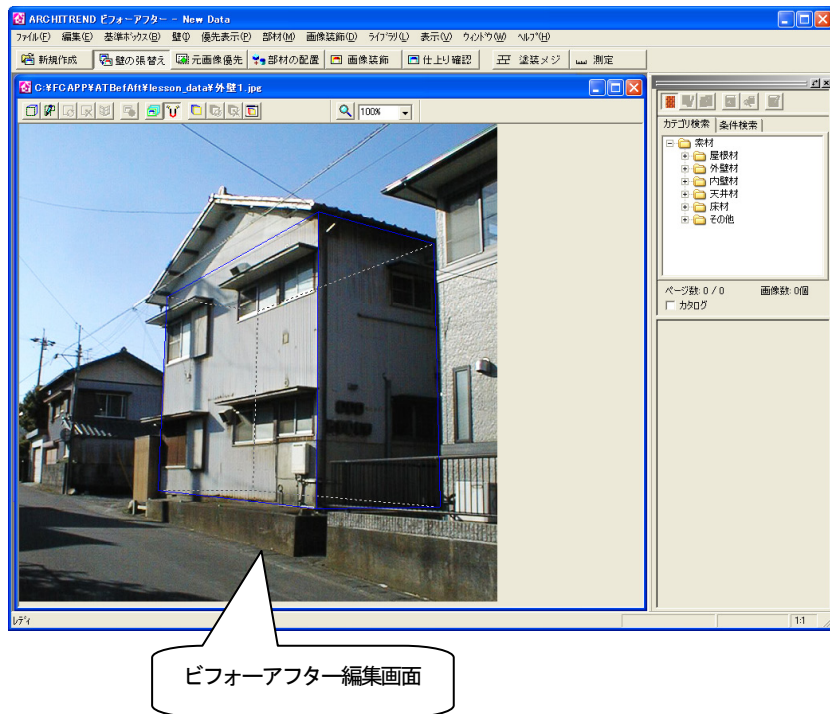 ARCHITREND ビフォーアフター - New Data
ファイル(F) 編集(E) 基準ボックス(B) 壁(I) 優先表示(P) 部材(M) 画像装飾(D) ライブラリ(L) 表示(V) ウィンドウ(W) ヘルプ(H)
新規作成 壁の張替え 元画像優先 部材の配置 画像装飾 仕上り確認 塗装メジ 測定
C:¥FCAPP¥ATBefAft¥lesson_data¥外壁1.jpg
100%
カテゴリ検索 条件検索
素材
屋根材
外壁材
内壁材
天井材
床材
その他
ページ数: 0 / 0 画像数: 0個
カタログ
レディ 1:1
ビフォーアフター編集画面